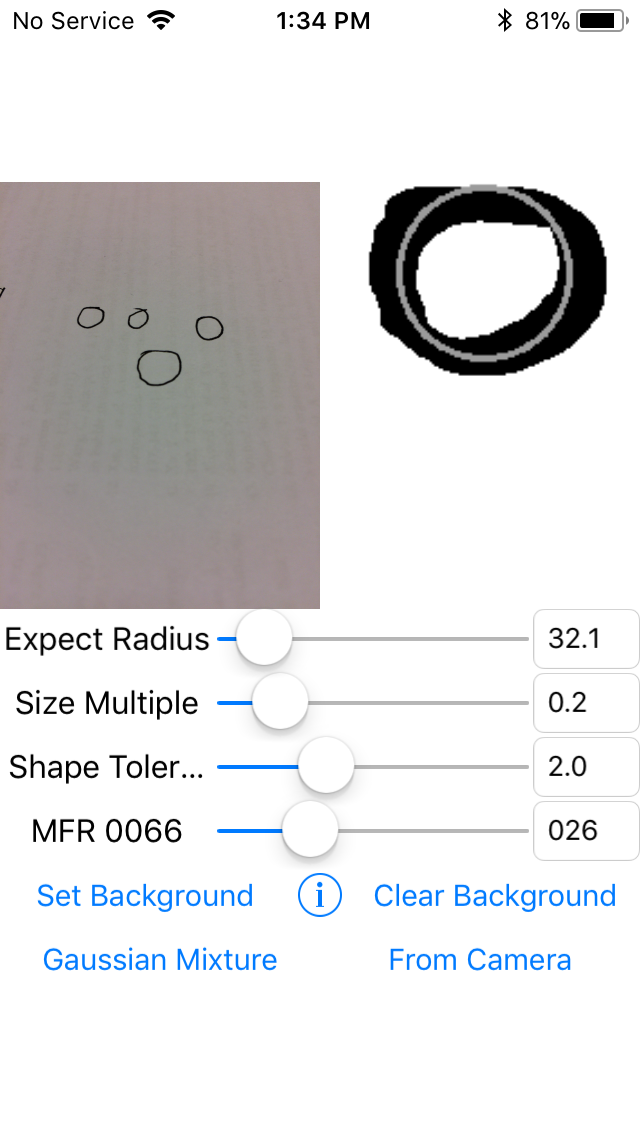 No Service 1:34 PM 81%
Expect Radius 32.1
Size Multiple 0.2
Shape Toler... 2.0
MFR 0066 026
Set Background i Clear Background
Gaussian Mixture From Camera